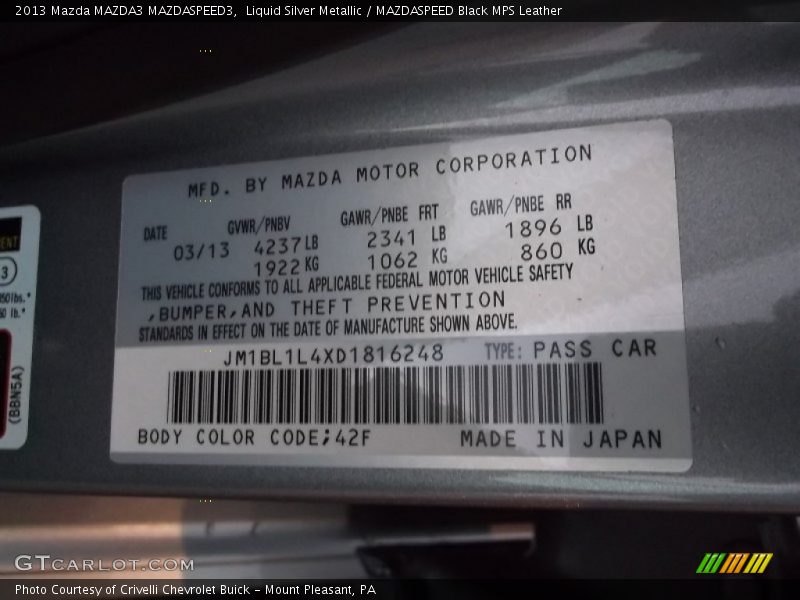 2013 Mazda MAZDA3 MAZDASPEED3,  Liquid Silver Metallic / MAZDASPEED Black MPS Leather
MFD. BY MAZDA MOTOR CORPORATION
DATE GVWR/PNBV GAWR/PNBE FRT GAWR/PNBE RR
03/13 4237LB 2341 LB 1896 LB
1922KG 1062 KG 860 KG
THIS VEHICLE CONFORMS TO ALL APPLICABLE FEDERAL MOTOR VEHICLE SAFETY
,BUMPER,AND THEFT PREVENTION
STANDARDS IN EFFECT ON THE DATE OF MANUFACTURE SHOWN ABOVE.
JM1BL1L4XD1816248 TYPE: PASS CAR
BODY COLOR CODE;42F MADE IN JAPAN
3
(BBN5A)
GTCARLOT.COM
Photo Courtesy of Crivelli Chevrolet Buick - Mount Pleasant, PA